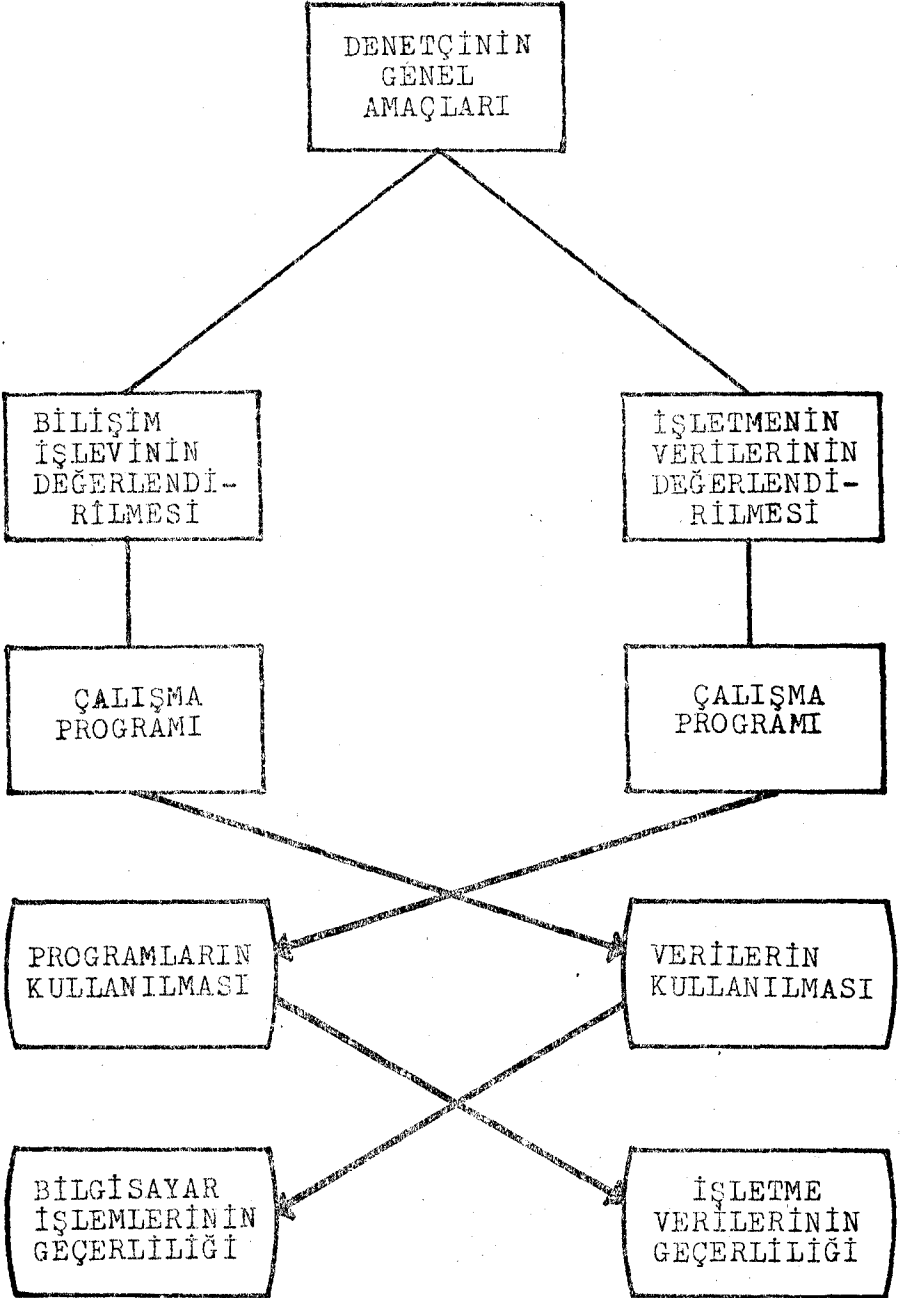 DENETÇİNİN
GENEL
AMAÇLARI
BİLİŞİM
İŞLEVİNİN
DEĞERLENDİ-
RİLMESİ
İŞLETMENİN
VERİLERİNİN
DEĞERLENDİ-
RİLMESİ
ÇALIŞMA
PROGRAMI
ÇALIŞMA
PROGRAMI
PROGRAMLARIN
KULLANILMASI
VERİLERİN
KULLANILMASI
BİLGİSAYAR
İŞLEMLERİNİN
GEÇERLİLİĞİ
İŞLETME
VERİLERİNİN
GEÇERLİLİĞİ